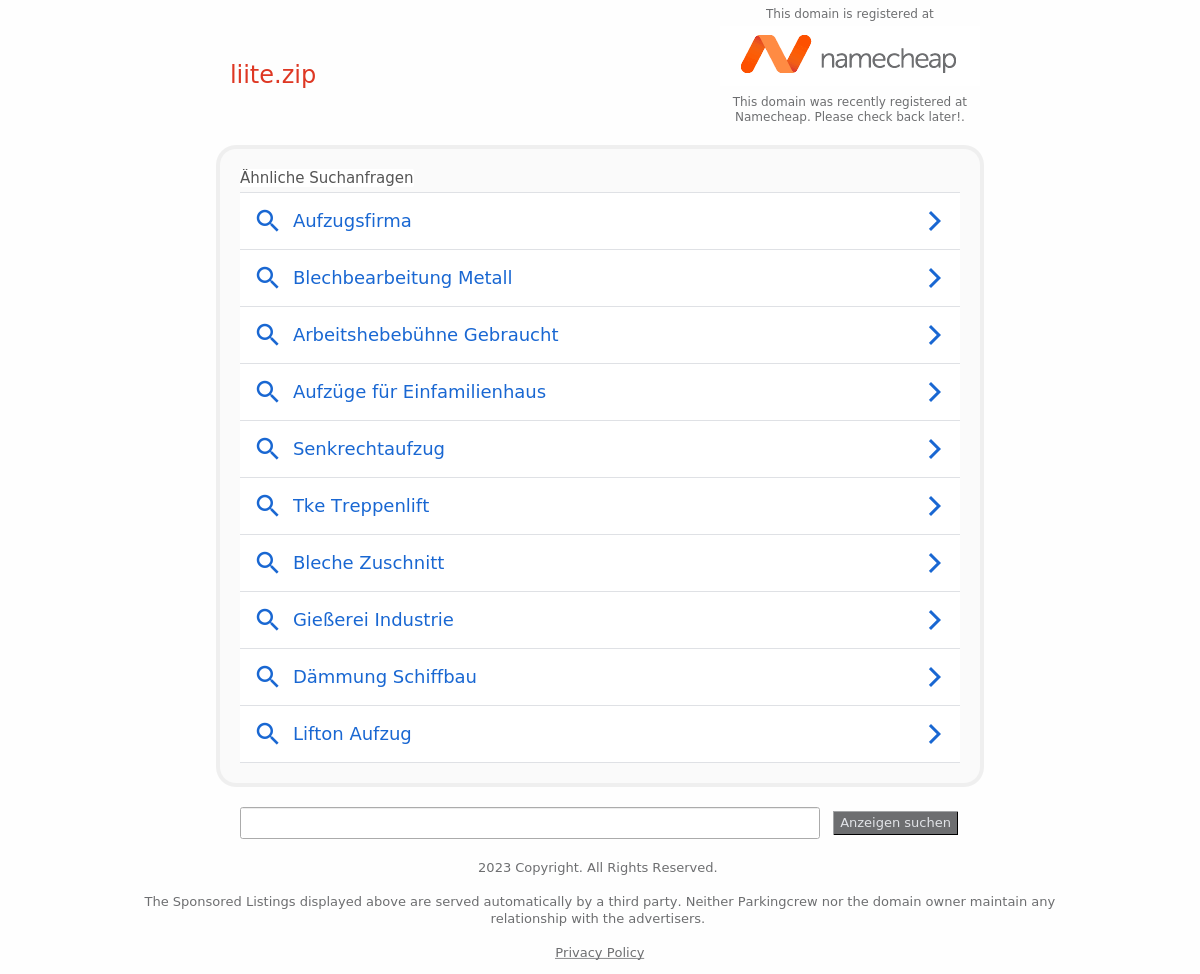 This domain is registered at
namecheap
liite.zip
This domain was recently registered at
Namecheap. Please check back later!.
Ähnliche Suchanfragen
Aufzugsfirma
Blechbearbeitung Metall
Arbeitshebebühne Gebraucht
Aufzüge für Einfamilienhaus
Senkrechtaufzug
Tke Treppenlift
Bleche Zuschnitt
Gießerei Industrie
Dämmung Schiffbau
Lifton Aufzug
Anzeigen suchen
2023 Copyright. All Rights Reserved.
The Sponsored Listings displayed above are served automatically by a third party. Neither Parkingcrew nor the domain owner maintain any
relationship with the advertisers.
Privacy Policy